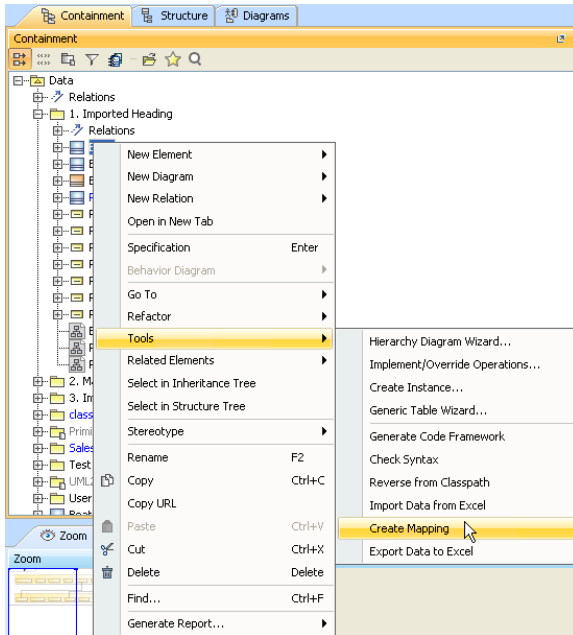 Containment Structure Diagrams
Containment
Data
Relations
1. Imported Heading
Relations
New Element
New Diagram
New Relation
Open in New Tab
Specification Enter
Behavior Diagram
Go To
Refactor
Tools
Related Elements
Select in Inheritance Tree
Select in Structure Tree
Stereotype
Rename F2
Copy Ctrl+C
Copy URL
Paste Ctrl+V
Cut Ctrl+X
Delete Delete
Find... Ctrl+F
Generate Report...
Hierarchy Diagram Wizard...
Implement/Override Operations...
Create Instance...
Generic Table Wizard...
Generate Code Framework
Check Syntax
Reverse from Classpath
Import Data from Excel
Create Mapping
Export Data to Excel
2. M
3. Im
class
Primi
Sales
Test
UML2
User
Zoom
Zoom